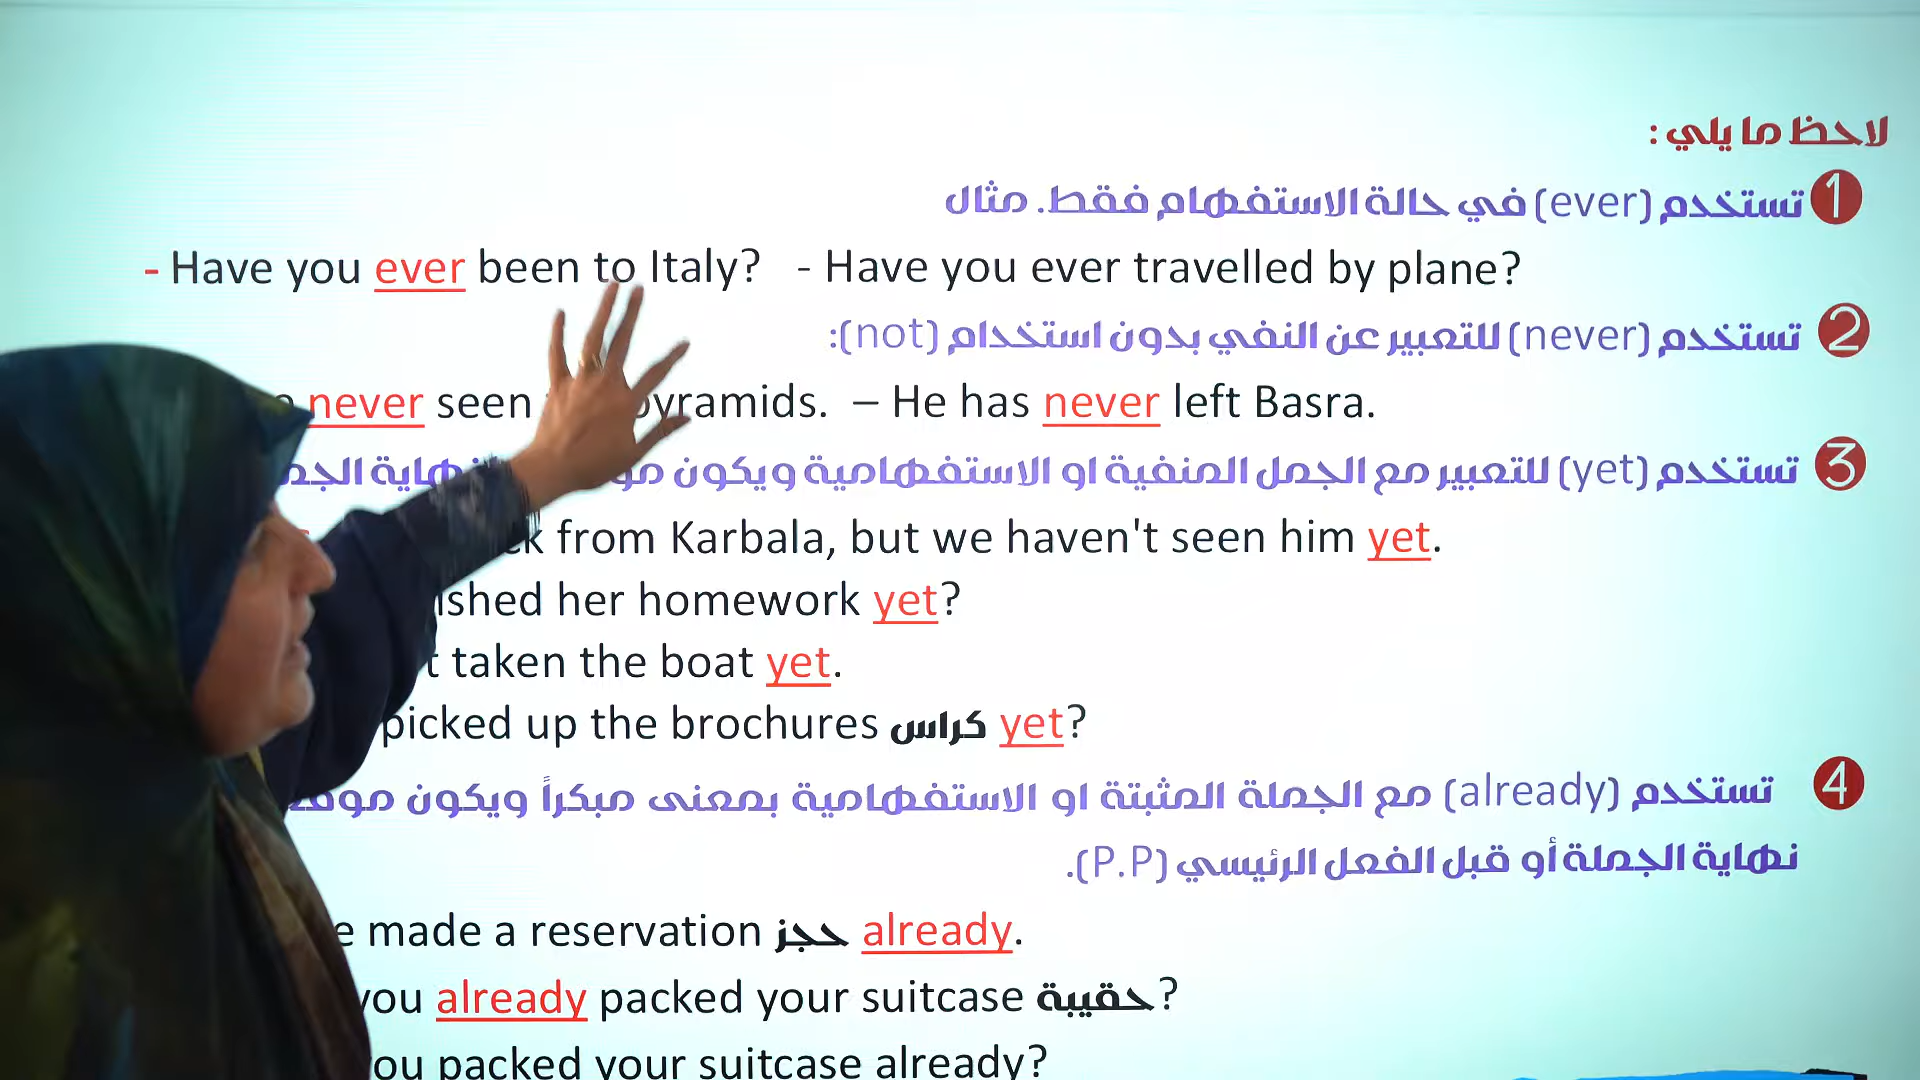 لاحظ ما يلي :
1 تستخدم (ever) في حالة الاستفهام فقط. مثال
- Have you ever been to Italy? - Have you ever travelled by plane?
2 تستخدم (never) للتعبير عن النفي بدون استخدام (not):
never seen pyramids. – He has never left Basra.
3 تستخدم (yet) للتعبير مع الجمل المنفية او الاستفهامية ويكون
from Karbala, but we haven't seen him yet.
her homework yet?
taken the boat yet.
picked up the brochures كراس yet?
4 تستخدم (already) مع الجملة المثبتة او الاستفهامية بمعنى مبكراً ويكون
نهاية الجملة أو قبل الفعل الرئيسي (P.P).
made a reservation حجز already.
you already packed your suitcase حقيبة?
you packed your suitcase already?